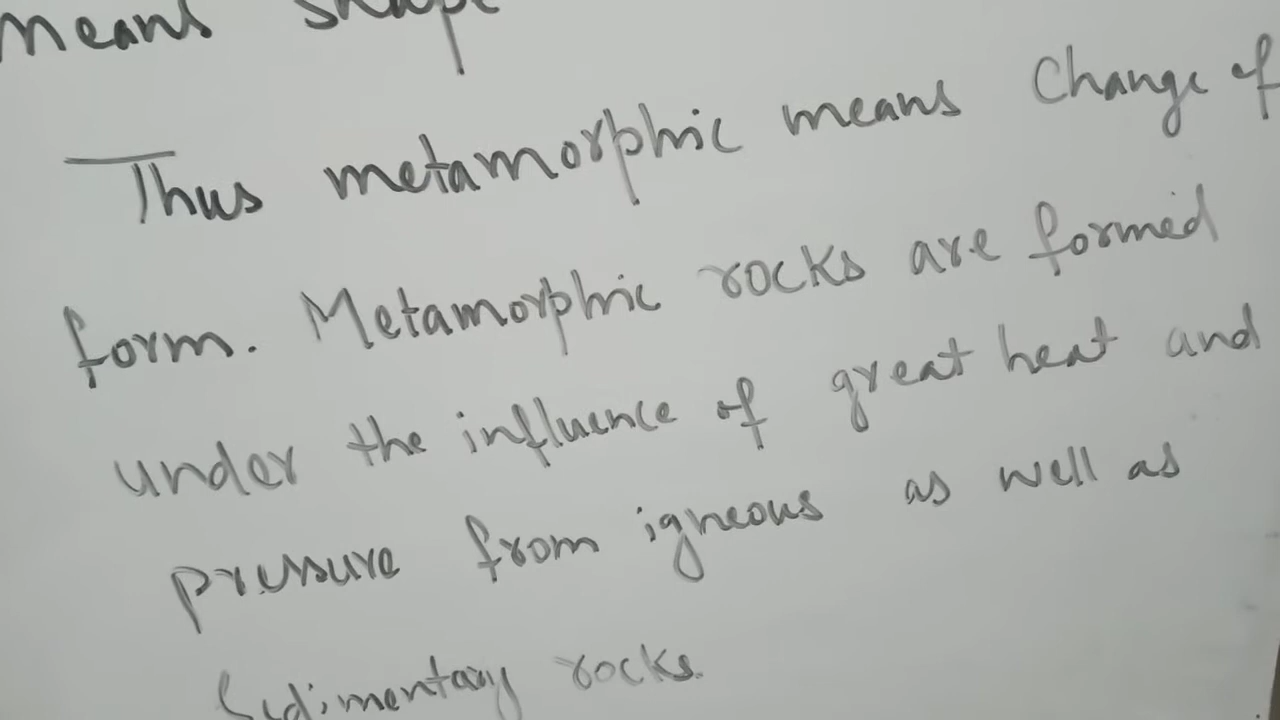 means shape
Thus metamorphic means Change of
form. Metamorphic rocks are formed
under the influence of great heat and
pressure from igneous as well as
Sedimentary rocks.